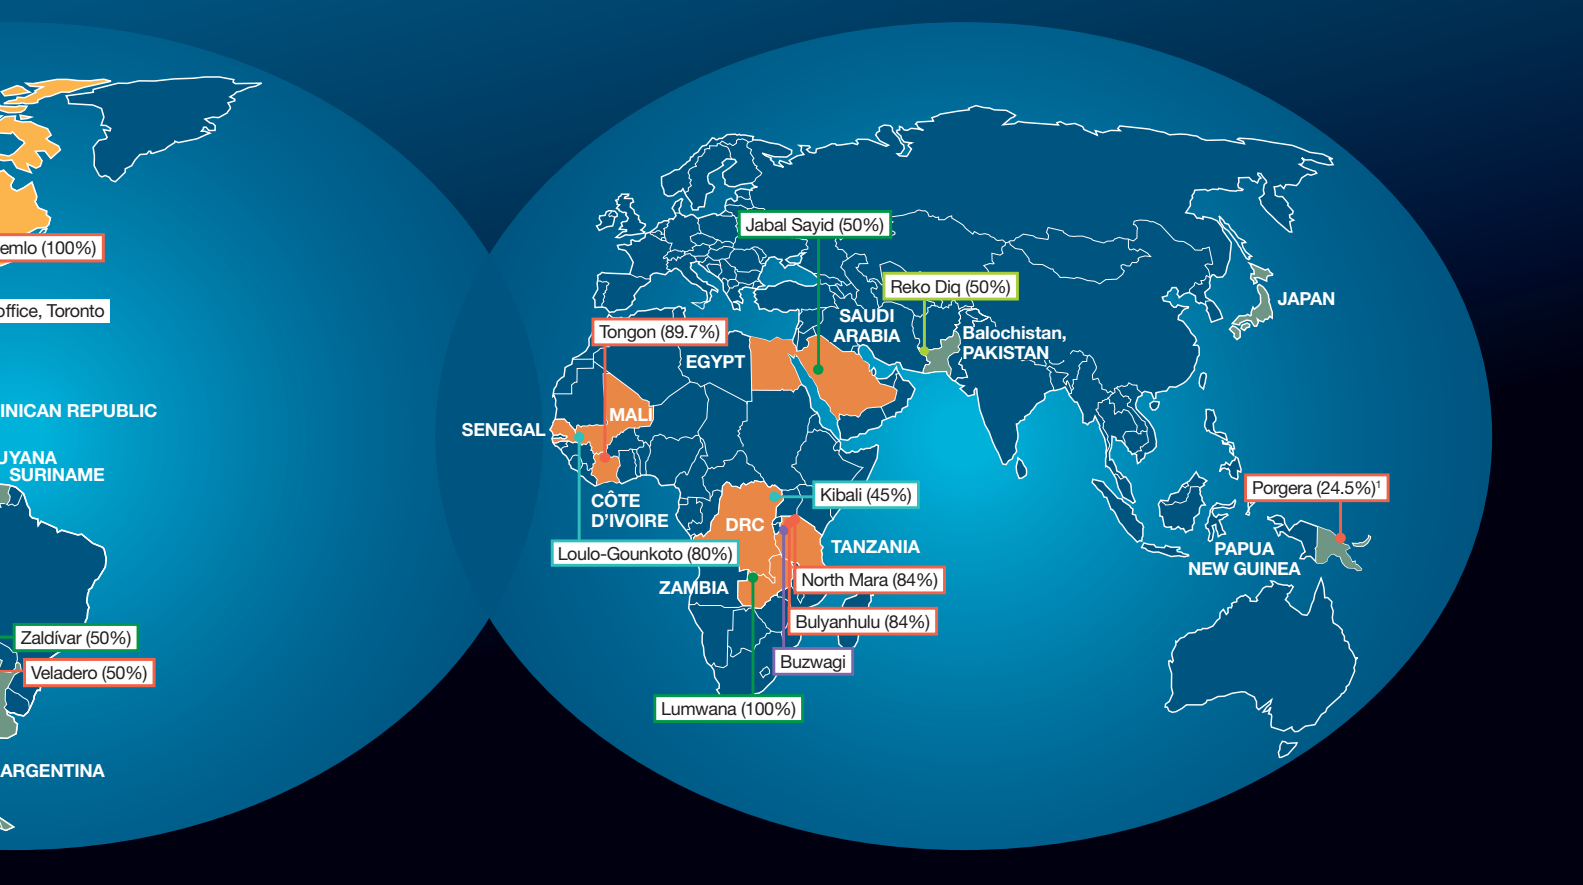 emlo (100%)
office, Toronto
INICAN REPUBLIC
UYANA
SURINAME
Zaldívar (50%)
Veladero (50%)
ARGENTINA
Jabal Sayid (50%)
Reko Diq (50%)
SAUDI
ARABIA
Balochistan,
PAKISTAN
JAPAN
Tongon (89.7%)
EGYPT
MALI
SENEGAL
CÔTE
D'IVOIRE
Kibali (45%)
DRC
Loulo-Gounkoto (80%)
TANZANIA
ZAMBIA
North Mara (84%)
Bulyanhulu (84%)
Buzwagi
Lumwana (100%)
Porgera (24.5%)¹
PAPUA
NEW GUINEA